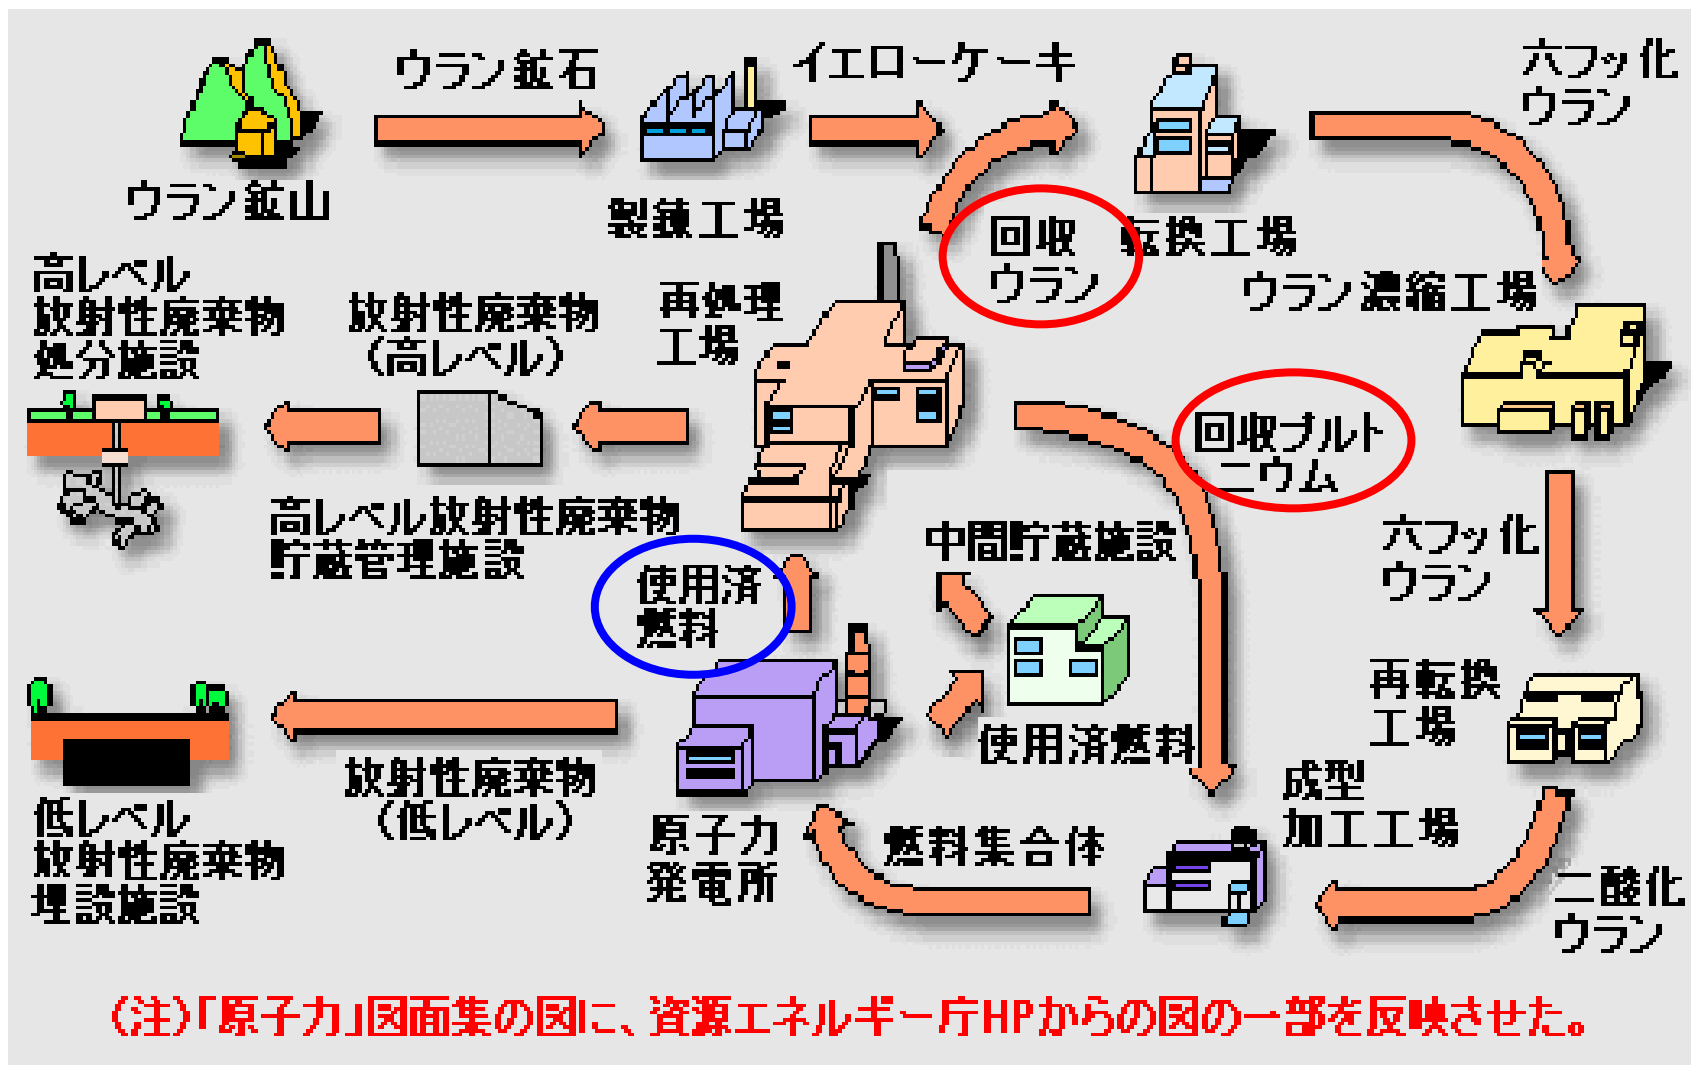 ウラン鉱石
イエローケーキ
六フッ化
ウラン
ウラン鉱山
製錬工場
回収
ウラン
転換工場
ウラン濃縮工場
高レベル
放射性廃棄物
処分施設
放射性廃棄物
(高レベル)
再処理
工場
回収プルト
ニウム
高レベル放射性廃棄物
貯蔵管理施設
使用済
燃料
中間貯蔵施設
六フッ化
ウラン
再転換
工場
使用済燃料
放射性廃棄物
(低レベル)
低レベル
放射性廃棄物
埋設施設
原子力
発電所
燃料集合体
成型
加工工場
二酸化
ウラン
(注)「原子力」図面集の図に、資源エネルギー庁HPからの図の一部を反映させた。